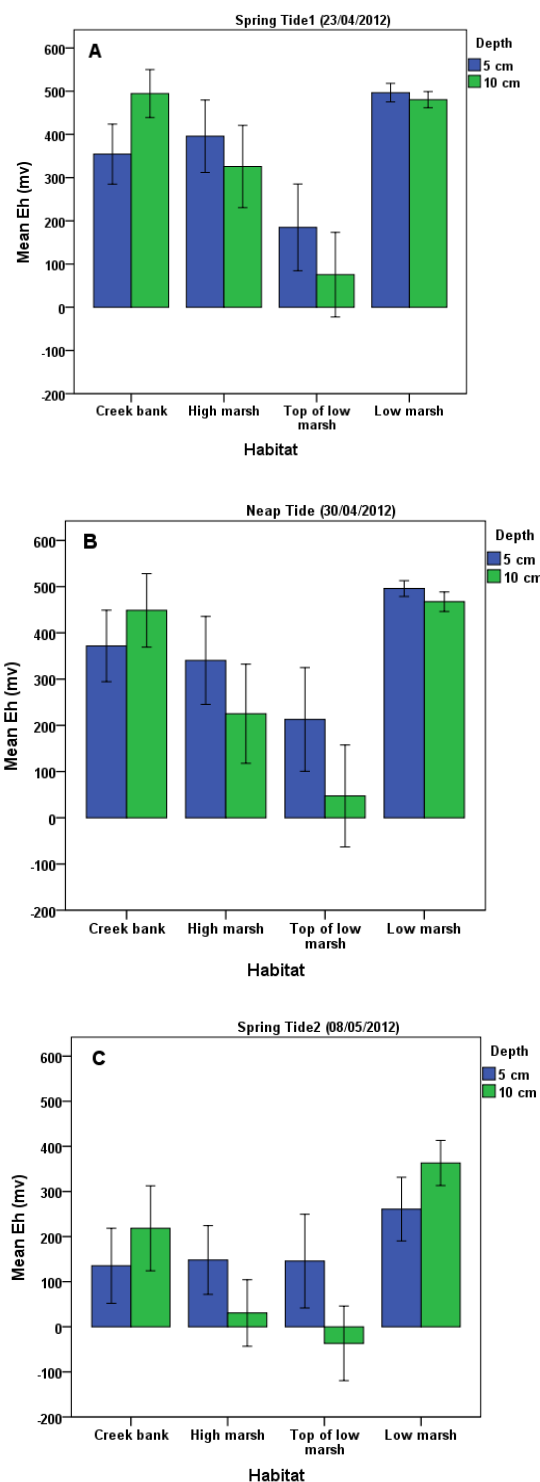 Spring Tide1 (23/04/2012)
A
Depth
5 cm
10 cm
Mean Eh (mv)
600
500
400
300
200
100
0
-100
-200
Creek bank
High marsh
Top of low
marsh
Low marsh
Habitat
Neap Tide (30/04/2012)
B
Depth
5 cm
10 cm
Mean Eh (mv)
600
500
400
300
200
100
0
-100
-200
Creek bank
High marsh
Top of low
marsh
Low marsh
Habitat
Spring Tide2 (08/05/2012)
C
Depth
5 cm
10 cm
Mean Eh (mv)
600
500
400
300
200
100
0
-100
-200
Creek bank
High marsh
Top of low
marsh
Low marsh
Habitat